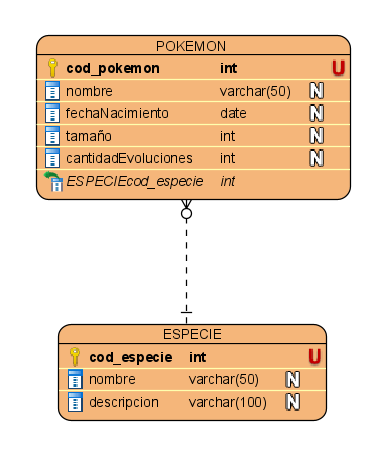 POKEMON
cod_pokemon int U
nombre varchar(50) N
fechaNacimiento date N
tamaño int N
cantidadEvoluciones int N
ESPECIEcod_especie int
ESPECIE
cod_especie int U
nombre varchar(50) N
descripcion varchar(100) N